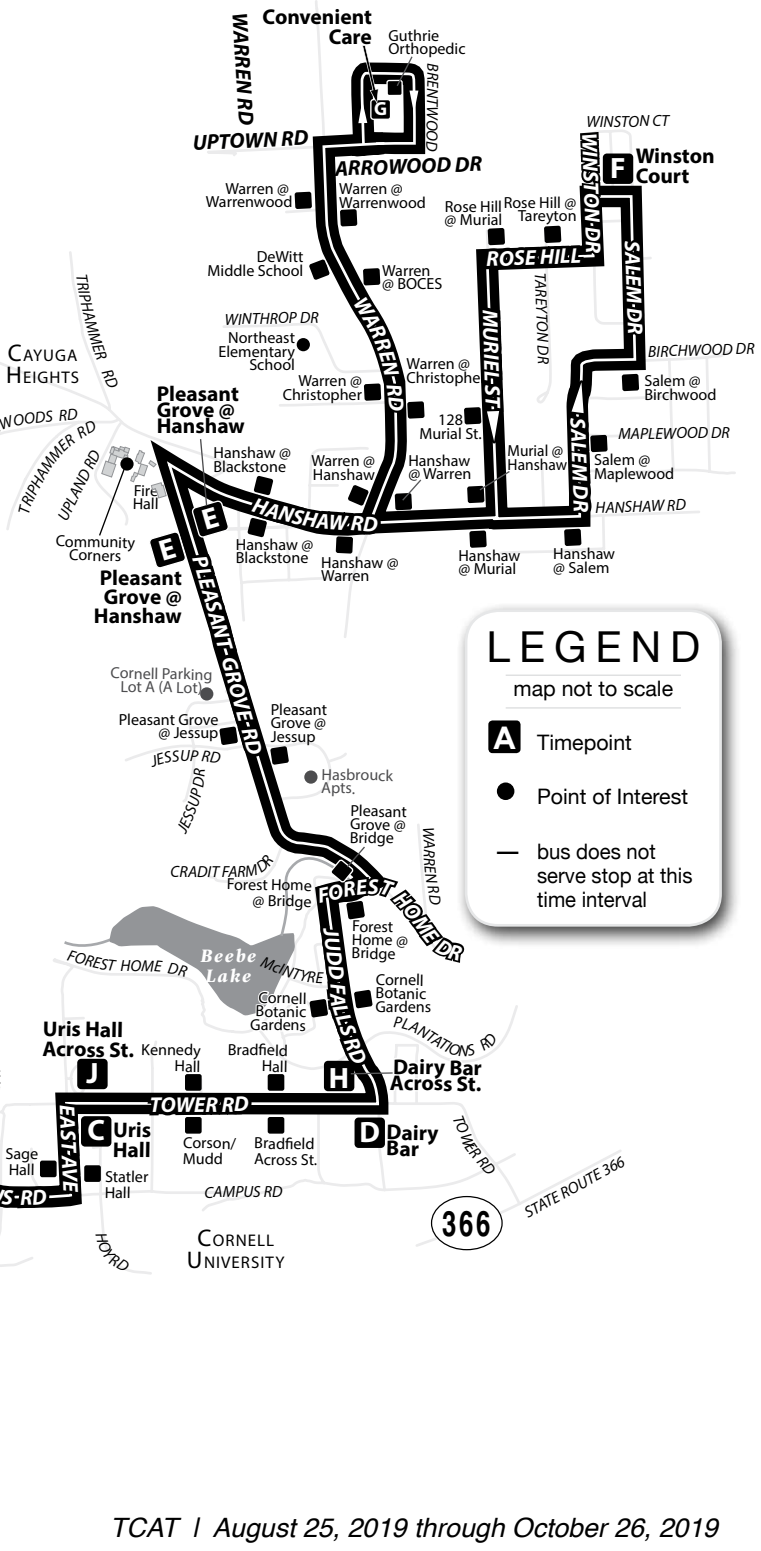 WARREN RD
Convenient
Care
Guthrie
Orthopedic
G
BRENTWOOD
UPTOWN RD
ARROWOOD DR
WINSTON CT
WINSTON DR
F
Winston
Court
Warren @
Warrenwood
Warren @
Warrenwood
Rose Hill
@ Murial
Rose Hill @
Tareyton
ROSE HILL
SALEM DR
DeWitt
Middle School
Warren
@ BOCES
TRIPHAMMER RD
TAREYTON DR
WINTHROP DR
WARREN RD
MURIEL ST.
Northeast
Elementary
School
CAYUGA
HEIGHTS
BIRCHWOOD DR
Warren @
Christophe
Warren @
Christopher
Salem @
Birchwood
Pleasant
Grove @
Hanshaw
WOODS RD
128
Murial St.
SALEM DR
MAPLEWOOD DR
TRIPHAMMER RD
UPLAND RD
Hanshaw @
Blackstone
Warren @
Hanshaw
Hanshaw
@ Warren
Murial @
Hanshaw
Salem @
Maplewood
Fire
Hall
HANSHAW RD
HANSHAW RD
E
E
Community
Corners
Hanshaw @
Blackstone
Hanshaw @
Warren
Hanshaw
@ Murial
Hanshaw
@ Salem
Pleasant
Grove @
Hanshaw
PLEASANT GROVE RD
LEGEND
map not to scale
A Timepoint
Point of Interest
— bus does not
serve stop at this
time interval
Cornell Parking
Lot A (A Lot)
Pleasant Grove
@ Jessup
Pleasant
Grove @
Jessup
JESSUP RD
JESSUP DR
Hasbrouck
Apts.
Pleasant
Grove @
Bridge
WARREN RD
CRADIT FARM DR
Forest Home
@ Bridge
FOREST HOME DR
Forest
Home @
Bridge
JUDD FALLS RD
Beebe
Lake
FOREST HOME DR
McINTYRE
Cornell
Botanic
Gardens
Cornell
Botanic
Gardens
PLANTATIONS RD
Uris Hall
Across St.
J
Kennedy
Hall
Bradfield
Hall
H
Dairy Bar
Across St.
TOWER RD
EAST AVE
C
Uris
Hall
Corson/
Mudd
Bradfield
Across St.
D
Dairy
Bar
TOWER RD
Sage
Hall
Statler
Hall
S RD
CAMPUS RD
STATE ROUTE 366
366
HOY RD
CORNELL
UNIVERSITY
TCAT | August 25, 2019 through October 26, 2019